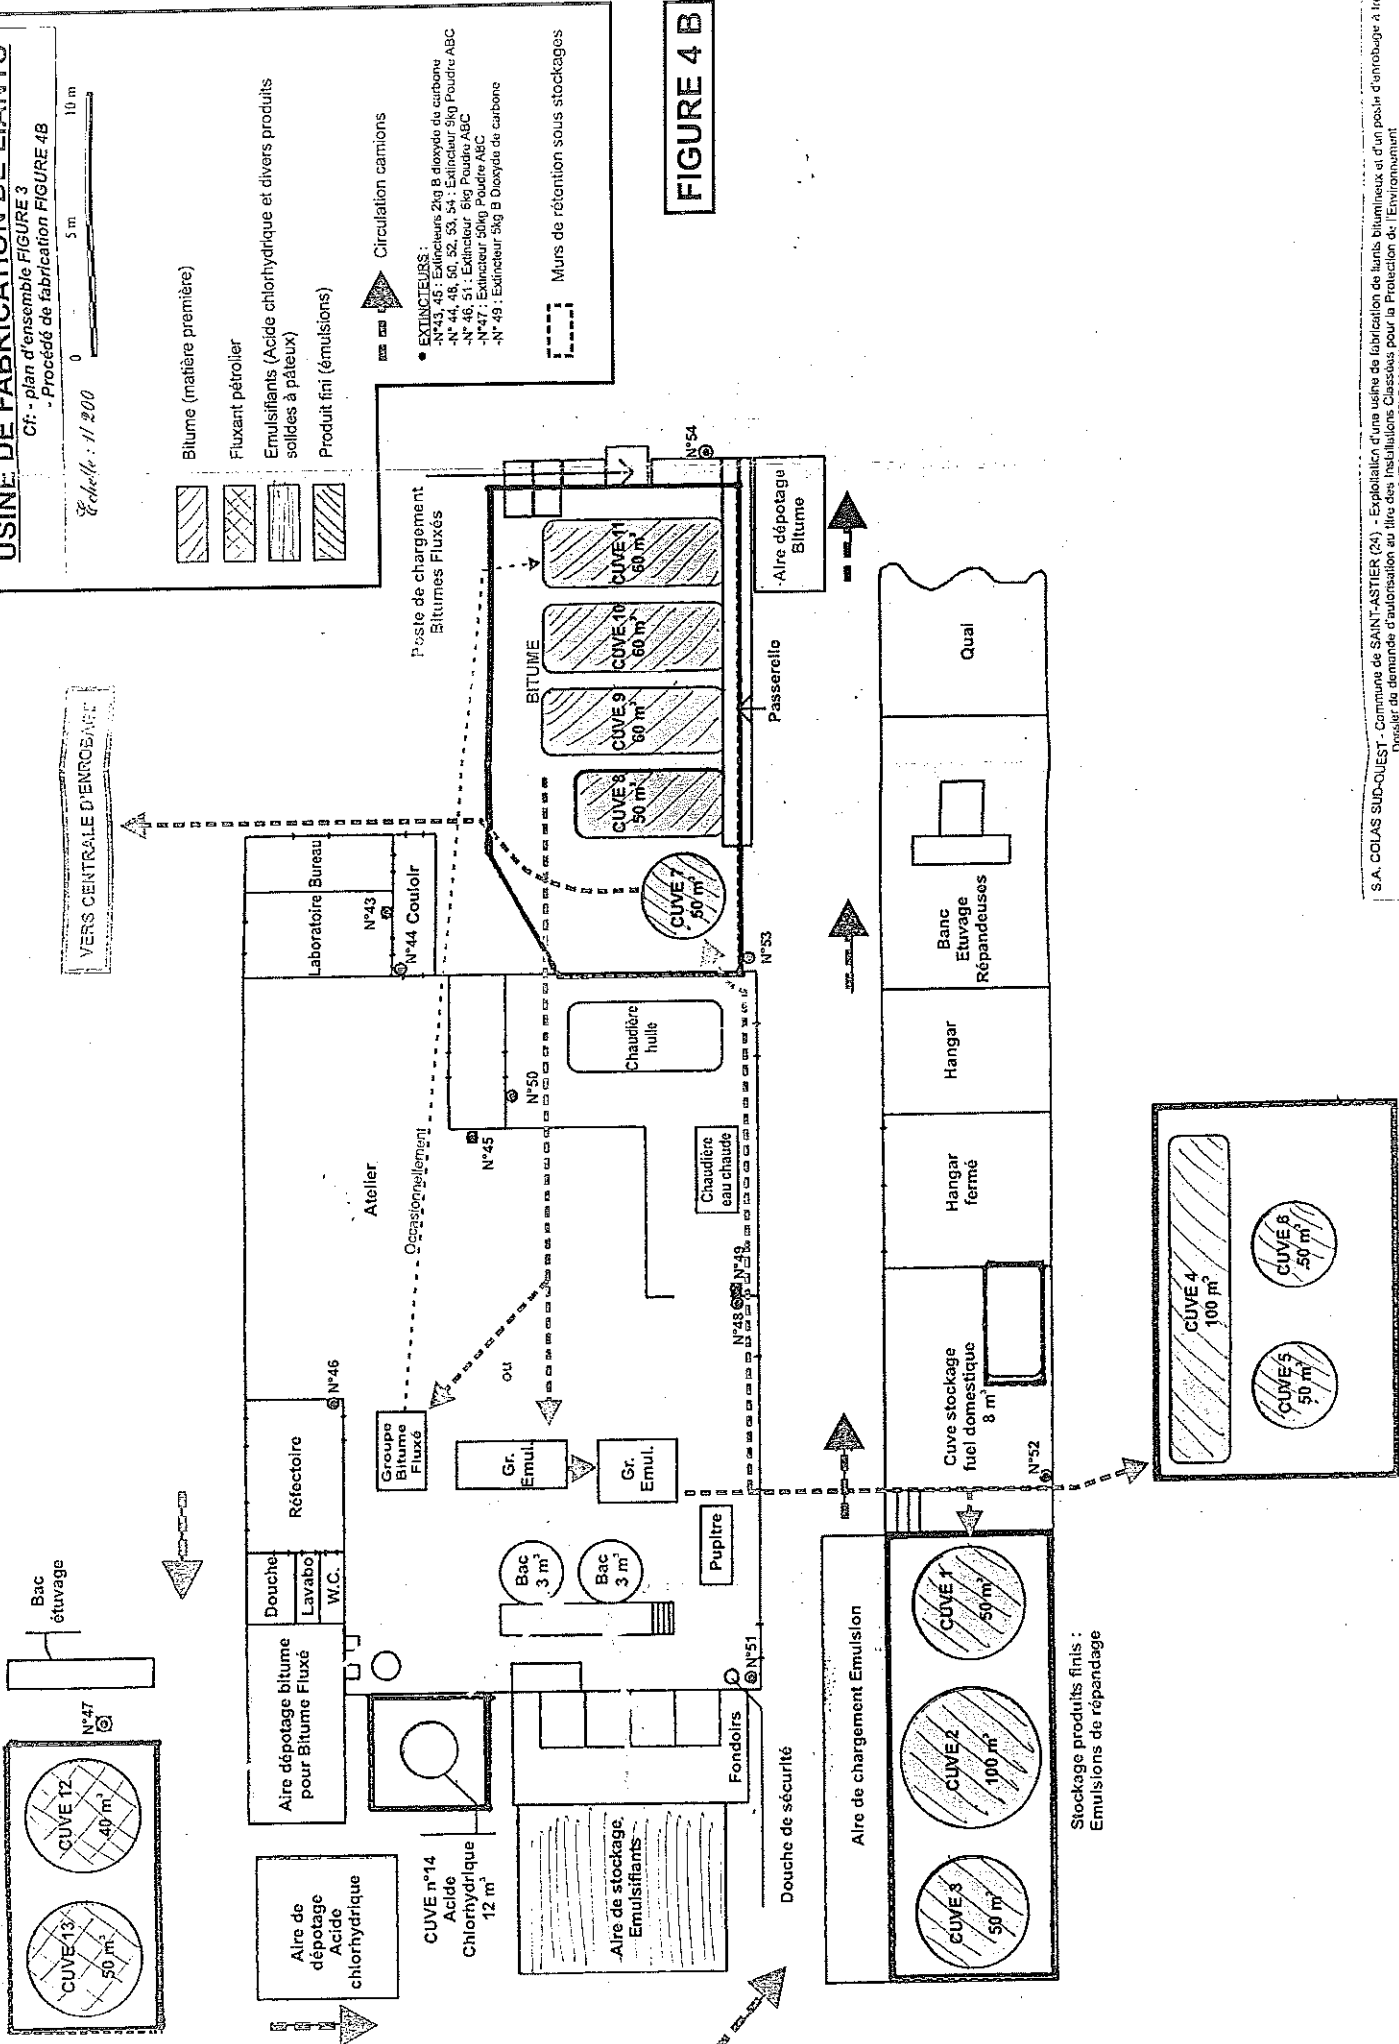 USINE DE FABRICATION DE LIANTS
Cf: - plan d'ensemble FIGURE 3
- Procédé de fabrication FIGURE 4B
Echelle : 1/200
0
5 m
10 m
Bitume (matière première)
Fluxant pétrolier
Emulsifiants (Acide chlorhydrique et divers produits
solides à pâteux)
Produit fini (émulsions)
Circulation camions
• EXTINCTEURS :
-N°43, 45 : Extincteurs 2kg B dioxyde de carbone
-N° 44, 48, 50, 52, 53, 54 : Extincteur 9kg Poudre ABC
-N° 46, 51 : Extincteur 6kg Poudre ABC
-N°47 : Extincteur 50kg Poudre ABC
-N° 49 : Extincteur 5kg B Dioxyde de carbone
Murs de rétention sous stockages
FIGURE 4 B
VERS CENTRALE D'ENROBAGE
Poste de chargement
Bitumes Fluxés
BITUME
CUVE 11
60 m³
CUVE 10
60 m³
CUVE 9
60 m³
CUVE 8
50 m³
CUVE 7
50 m³
N°54
Aire dépotage
Bitume
Passerelle
N°53
Bureau
Laboratoire
N°43
N°44 Couloir
Atelier
Occasionnellement
N°45
N°50
Chaudière
huile
Chaudière
eau chaude
N°48
N°49
ou
N°46
Réfectoire
Groupe
Bitume
Fluxé
Gr.
Emul.
Gr.
Emul.
Pupitre
Bac
3 m³
Bac
3 m³
Douche
Lavabo
W.C.
N°51
Bac
étuvage
N°47
CUVE 12
40 m³
CUVE 13
50 m³
Aire dépotage bitume
pour Bitume Fluxé
Aire de
dépotage
Acide
chlorhydrique
CUVE n°14
Acide
Chlorhydrique
12 m³
Fondoirs
Aire de stockage
Emulsifiants
Douche de sécurité
Qual
Banc
Etuvage
Répandeuses
Hangar
Hangar
fermé
Cuve stockage
fuel domestique
8 m³
N°52
Aire de chargement Emulsion
CUVE 1
50 m³
CUVE 2
100 m³
CUVE 3
50 m³
Stockage produits finis :
Emulsions de répandage
CUVE 4
100 m³
CUVE 5
50 m³
CUVE 6
50 m³
S.A. COLAS SUD-OUEST - Commune de SAINT-ASTIER (24) - Exploitation d'une usine de fabrication de liants bitumineux et d'un poste d'enrobage à
Dossier de demande d'autorisation au titre des Installations Classées pour la Protection de l'Environnement